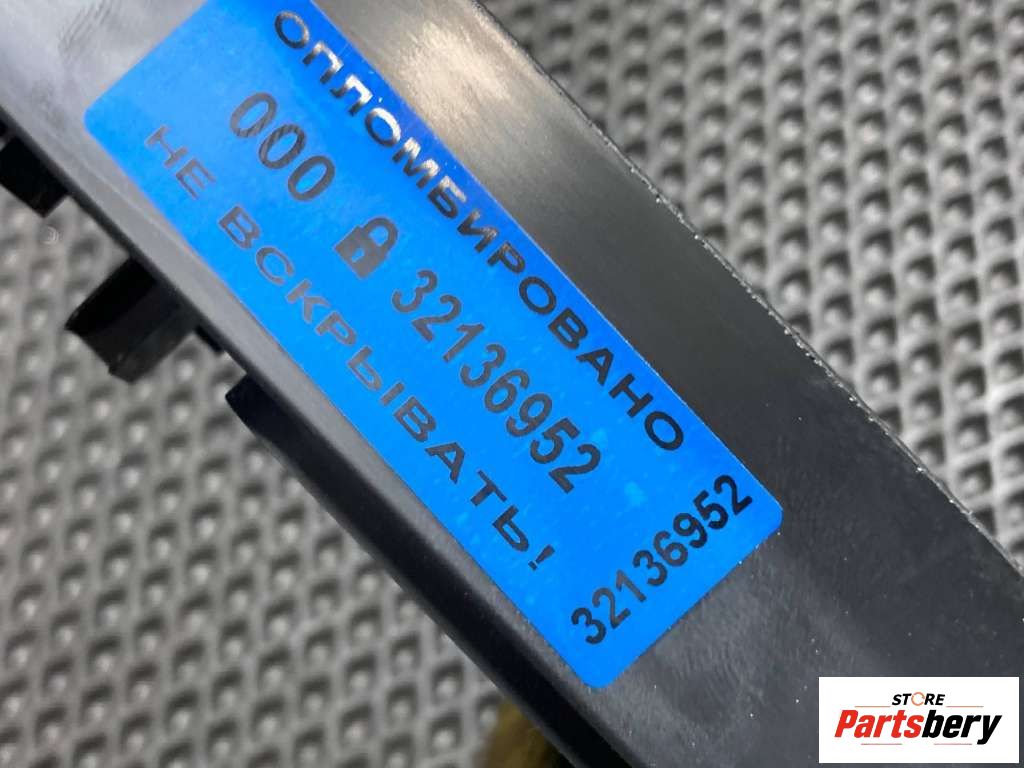 ОПЛОМБИРОВАНО
000 32136952
НЕ ВСКРЫВАТЬ!
32136952
STORE
Partsbery